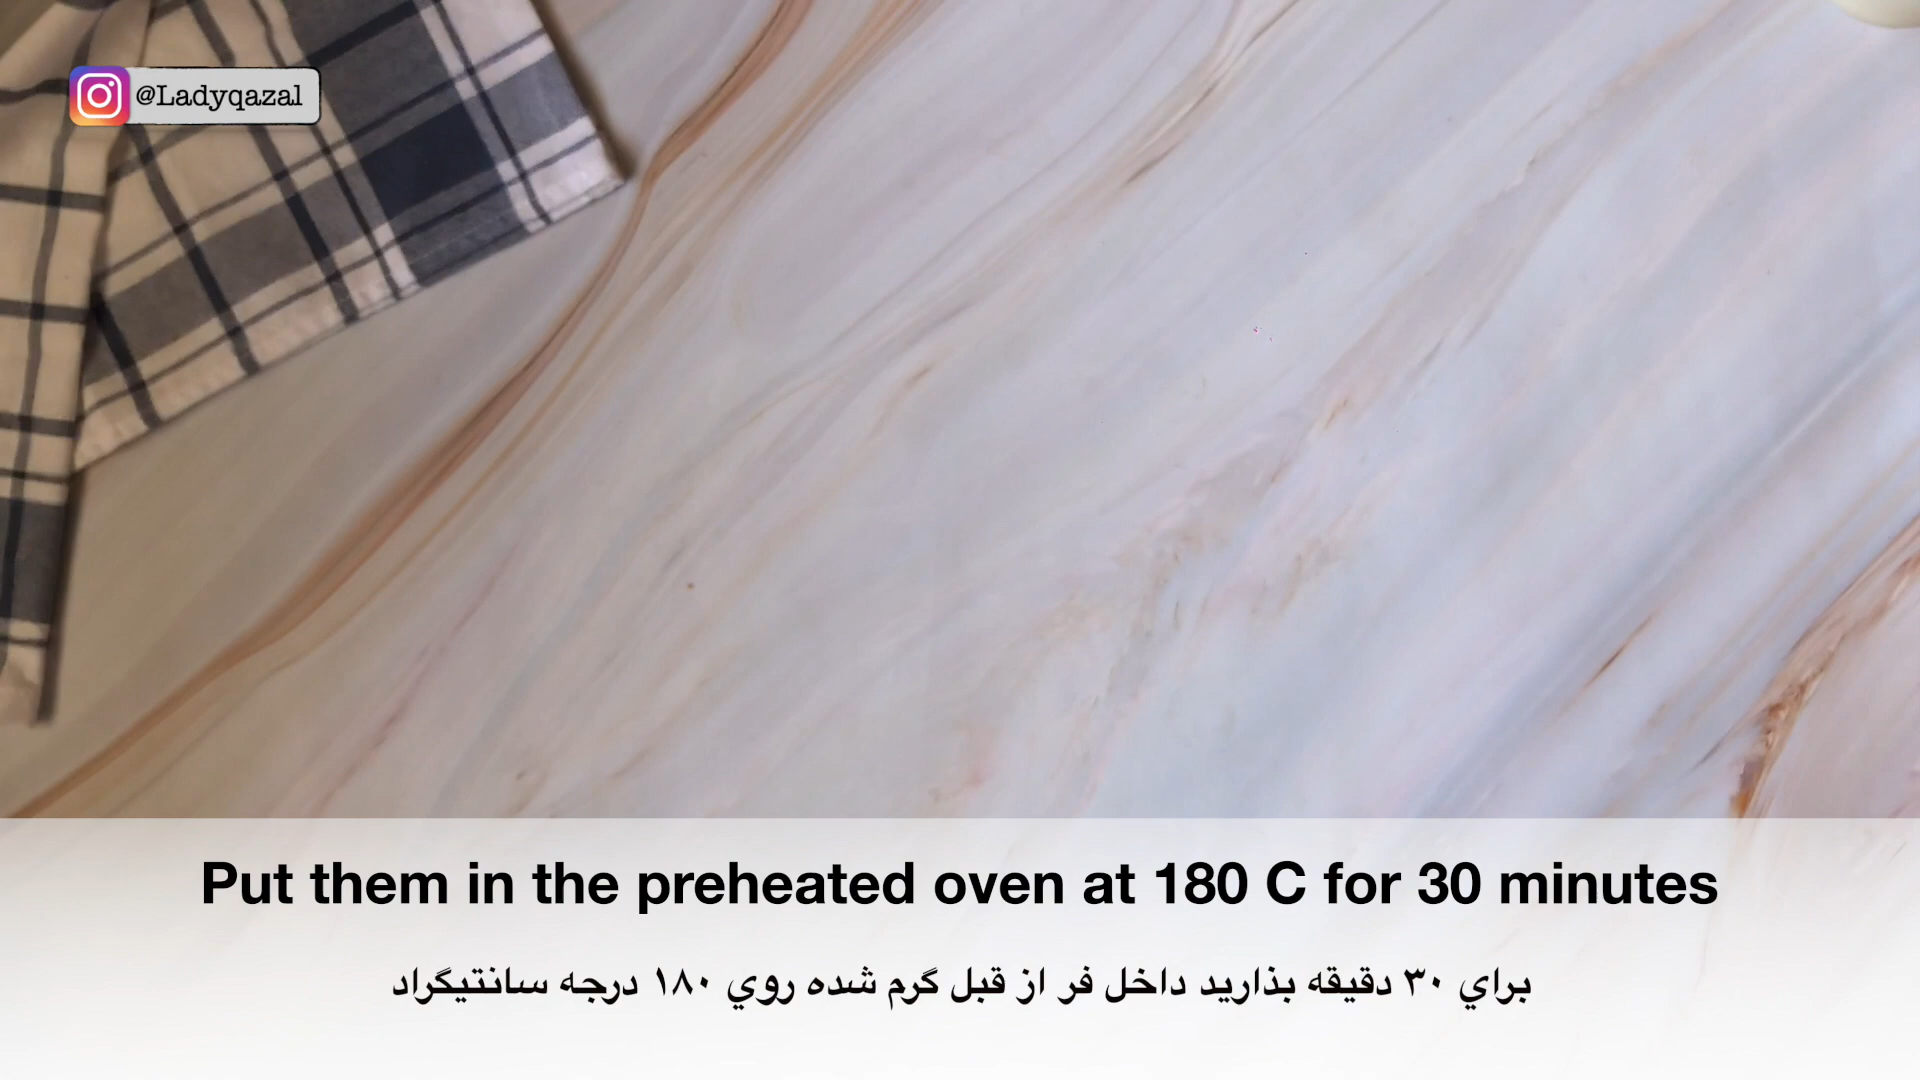 @Ladyqazal
Put them in the preheated oven at 180 C for 30 minutes
براي ۳۰ دقيقه بذاريد داخل فر از قبل گرم شده روي ۱۸۰ درجه سانتيگراد